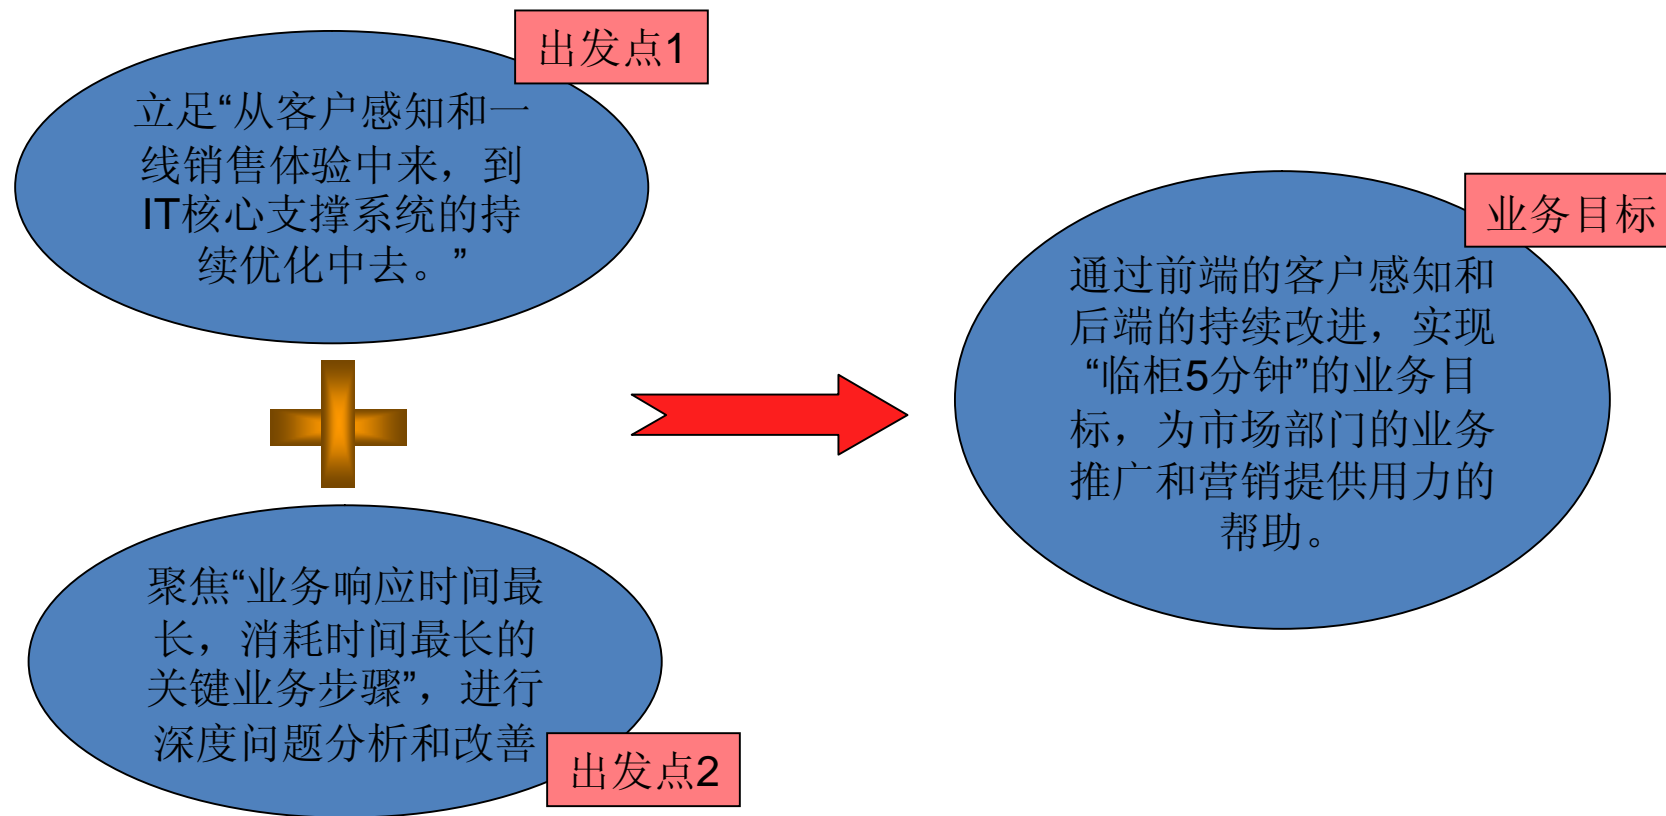 出发点1
立足“从客户感知和一
线销售体验中来，到
IT核心支撑系统的持
续优化中去。”
聚焦“业务响应时间最
长，消耗时间最长的
关键业务步骤”，进行
深度问题分析和改善
出发点2
业务目标
通过前端的客户感知和
后端的持续改进，实现
“临柜5分钟”的业务目
标，为市场部门的业务
推广和营销提供用力的
帮助。